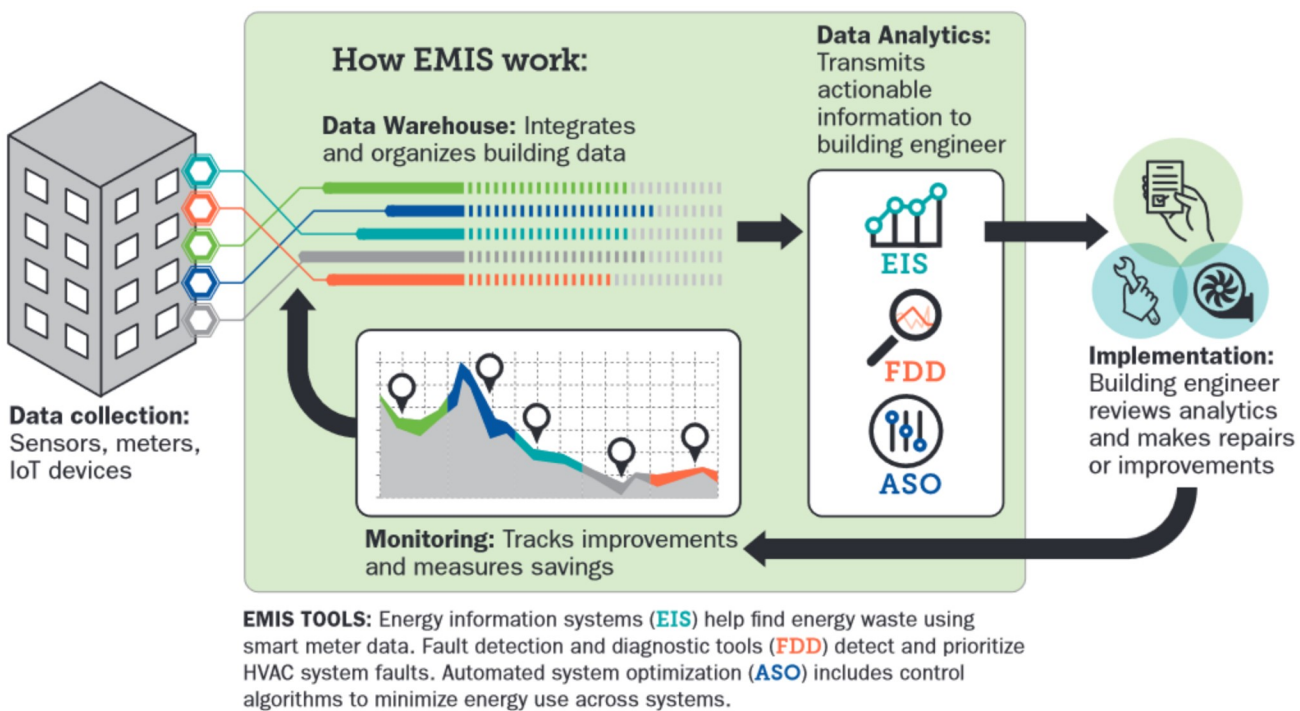 How EMIS work:
Data Warehouse: Integrates
and organizes building data
Data Analytics:
Transmits
actionable
information to
building engineer
EIS
FDD
ASO
Data collection:
Sensors, meters,
IoT devices
Implementation:
Building engineer
reviews analytics
and makes repairs
or improvements
Monitoring: Tracks improvements
and measures savings
EMIS TOOLS: Energy information systems (EIS) help find energy waste using
smart meter data. Fault detection and diagnostic tools (FDD) detect and prioritize
HVAC system faults. Automated system optimization (ASO) includes control
algorithms to minimize energy use across systems.